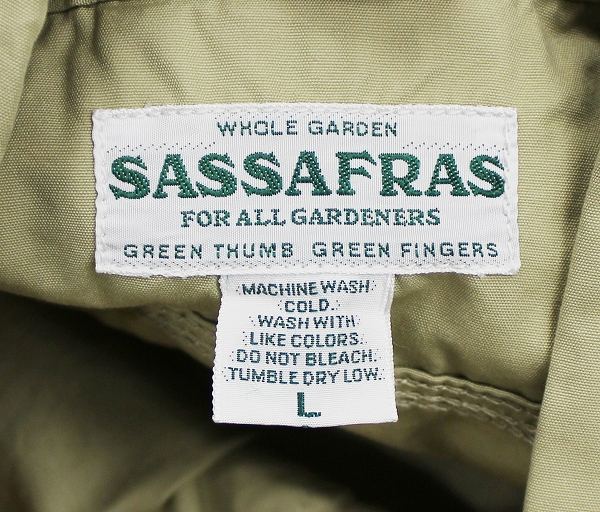 WHOLE GARDEN
SASSAFRAS
FOR ALL GARDENERS
GREEN THUMB GREEN FINGERS
MACHINE WASH
COLD.
WASH WITH
LIKE COLORS.
DO NOT BLEACH.
TUMBLE DRY LOW.
L